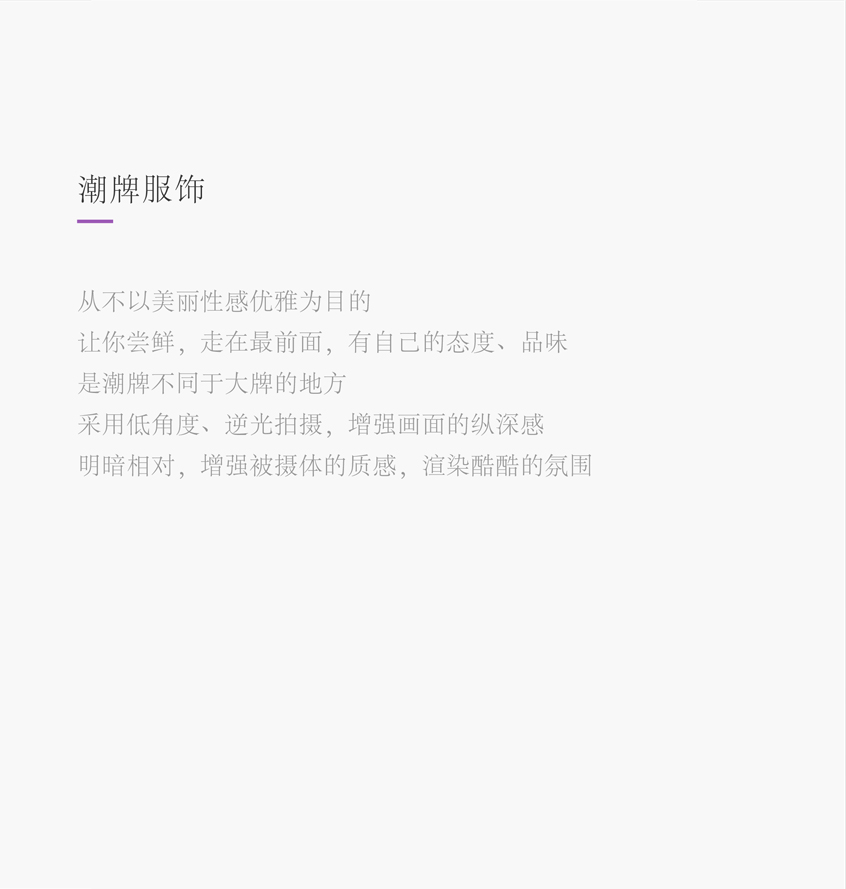 潮牌服饰
从不以美丽性感优雅为目的
让你尝鲜，走在最前面，有自己的态度、品味
是潮牌不同于大牌的地方
采用低角度、逆光拍摄，增强画面的纵深感
明暗相对，增强被摄体的质感，渲染酷酷的氛围